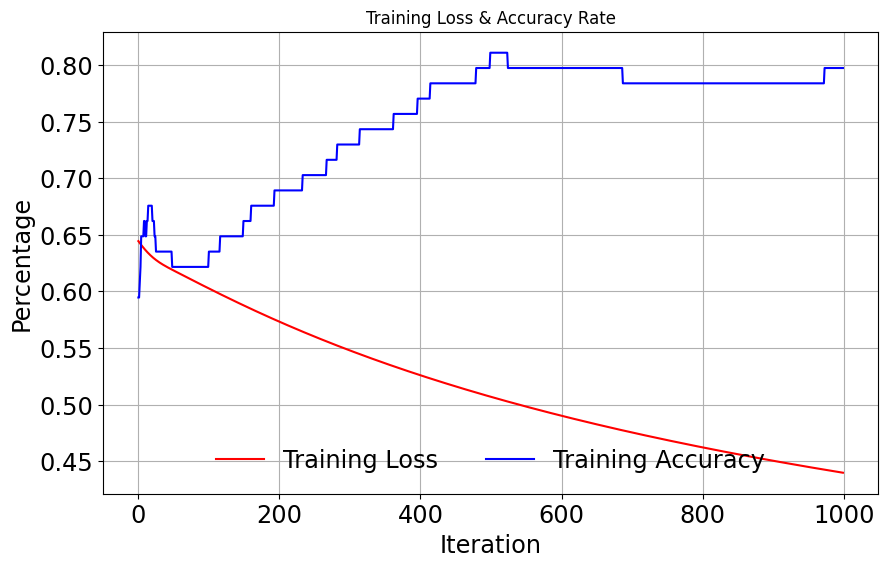 Training Loss & Accuracy Rate
Percentage
0.80
0.75
0.70
0.65
0.60
0.55
0.50
0.45
Training Loss Training Accuracy
0 200 400 600 800 1000
Iteration